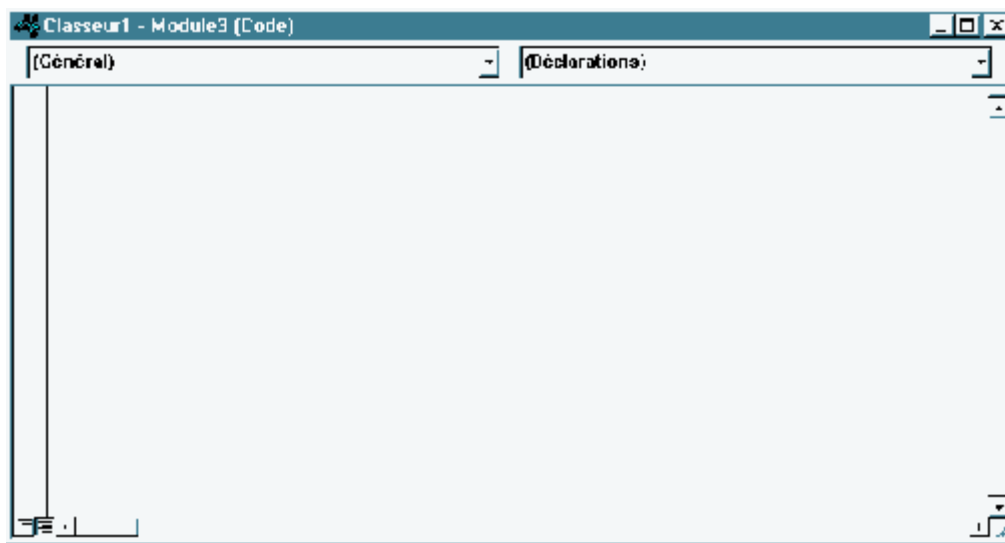 Classeur1 - Module3 (Code)
(Général) (Déclarations)